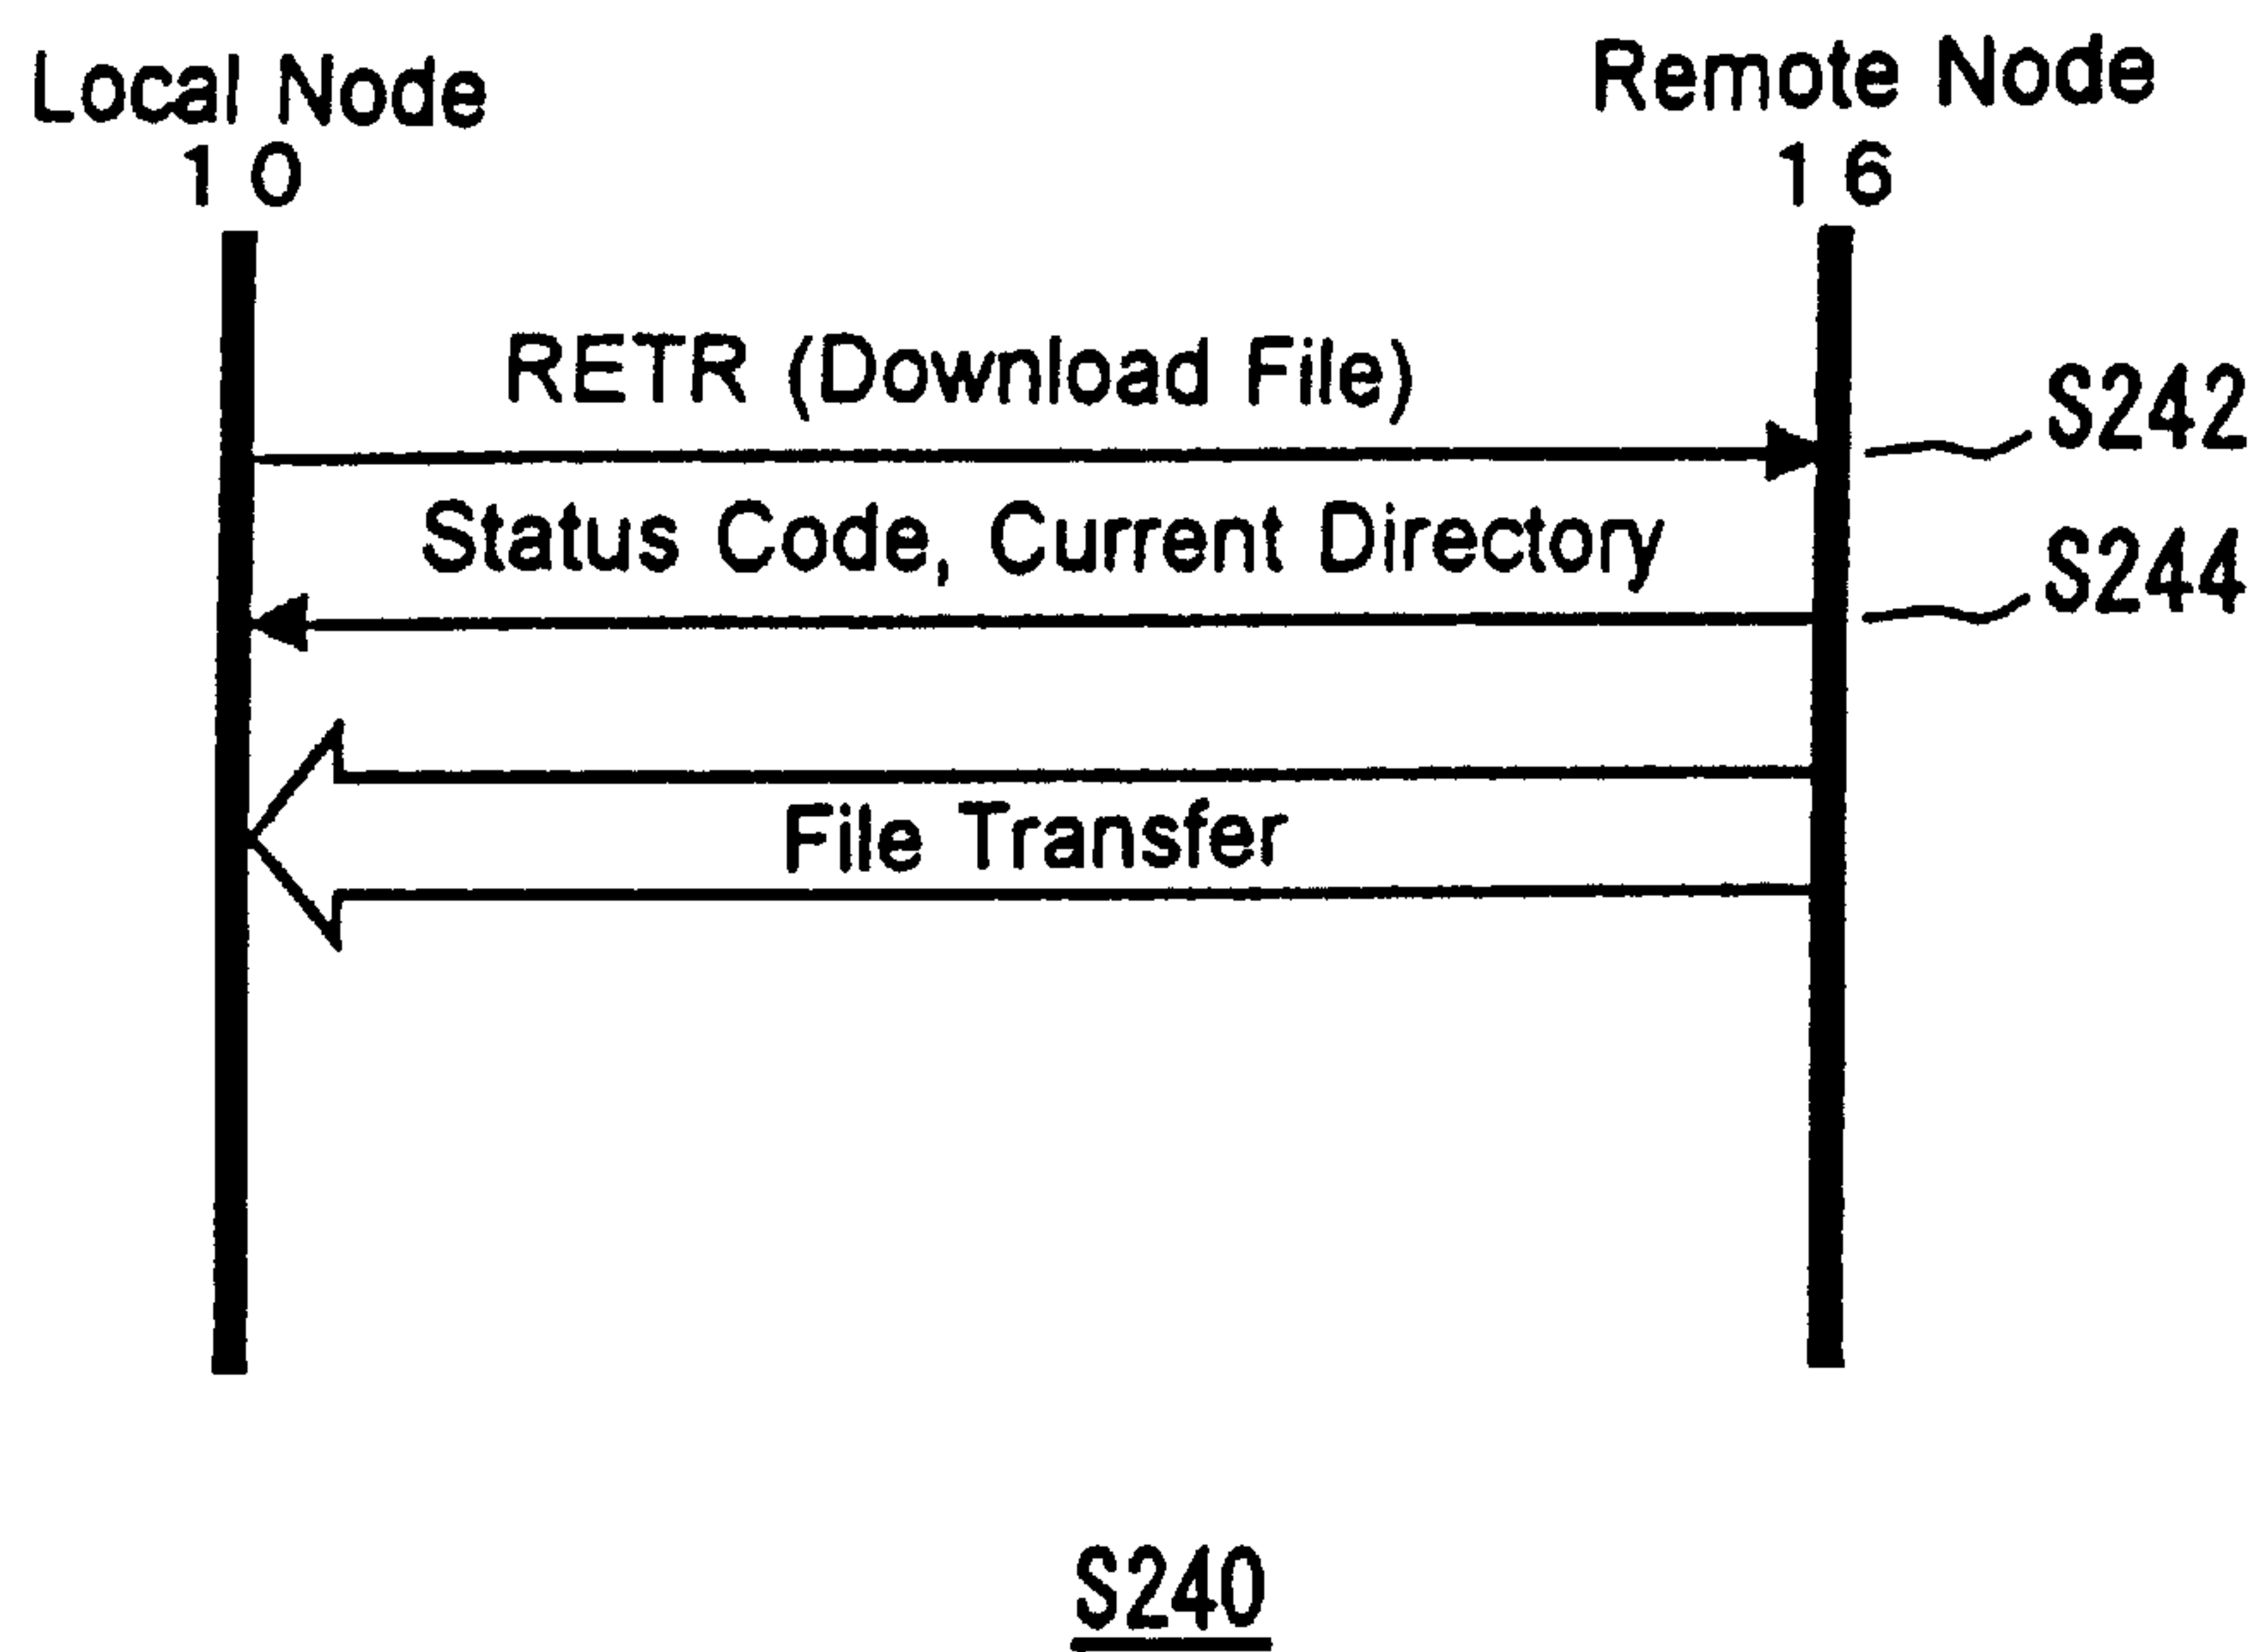 Local Node
10
Remote Node
16
RETR (Download File)
S242
Status Code, Current Directory
S244
File Transfer
S240